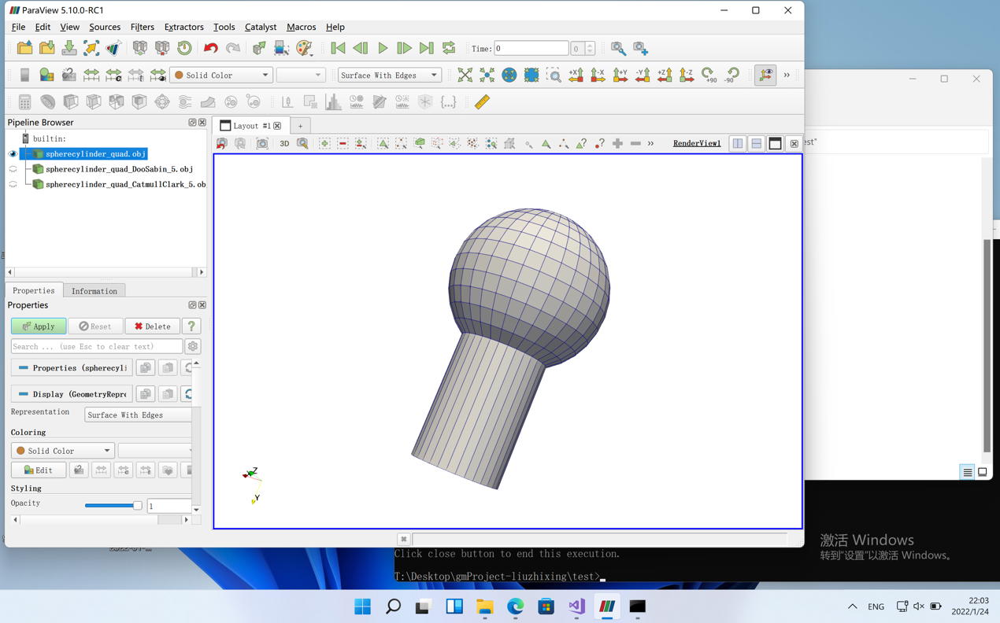 ParaView 5.10.0-RC1
File Edit View Sources Filters Extractors Tools Catalyst Macros Help
Time: 0 0
Solid Color Surface With Edges +X -X +Y -Y +Z -Z +90 -90 »
Pipeline Browser
Layout #1 +
builtin:
3D » RenderView1
spherecylinder_quad.obj
spherecylinder_quad_DooSabin_5.obj
spherecylinder_quad_CatmullClark_5.ob
est"
Properties Information
Properties
Apply Reset Delete ?
Search ... (use Esc to clear text)
Properties (spherecyli
Display (GeometryRepre
Representation Surface With Edges
Coloring
Solid Color
Edit
Styling
Opacity 1
Z
Y
激活 Windows
转到“设置”以激活 Windows。
Click close button to end this execution.
T:\Desktop\gmProject-liuzhixing\test>
ENG
22:03
2022/1/24